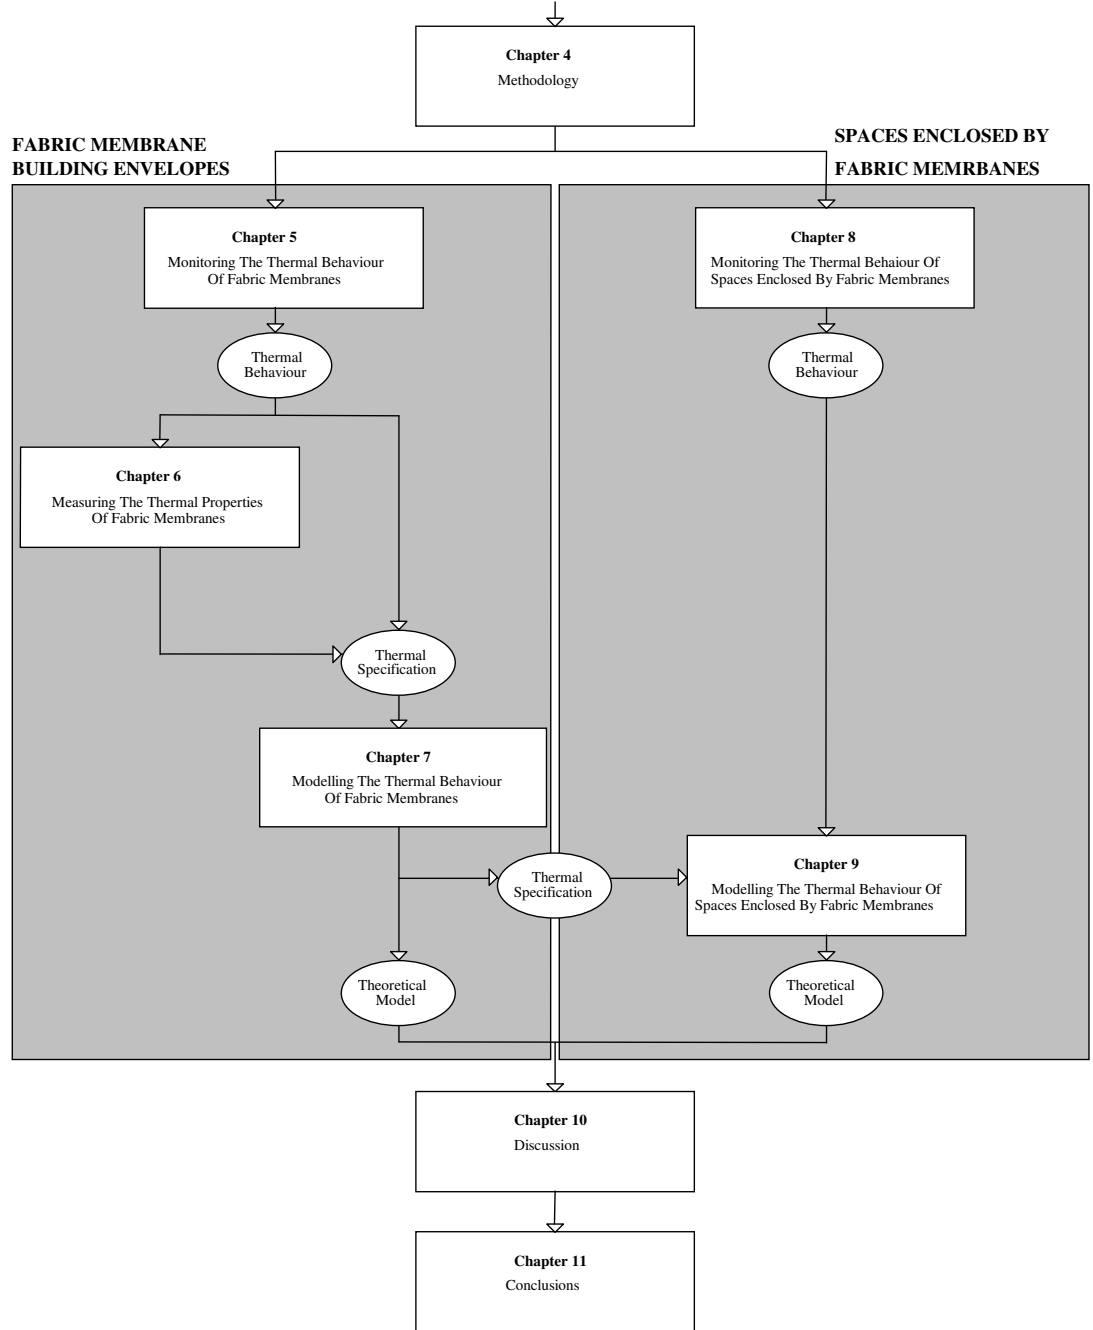 Chapter 4
Methodology
FABRIC MEMBRANE
BUILDING ENVELOPES
SPACES ENCLOSED BY
FABRIC MEMRBANES
Chapter 5
Monitoring The Thermal Behaviour
Of Fabric Membranes
Thermal
Behaviour
Chapter 6
Measuring The Thermal Properties
Of Fabric Membranes
Thermal
Specification
Chapter 7
Modelling The Thermal Behaviour
Of Fabric Membranes
Thermal
Specification
Theoretical
Model
Chapter 8
Monitoring The Thermal Behaiour Of
Spaces Enclosed By Fabric Membranes
Thermal
Behaviour
Chapter 9
Modelling The Thermal Behaviour Of
Spaces Enclosed By Fabric Membranes
Theoretical
Model
Chapter 10
Discussion
Chapter 11
Conclusions